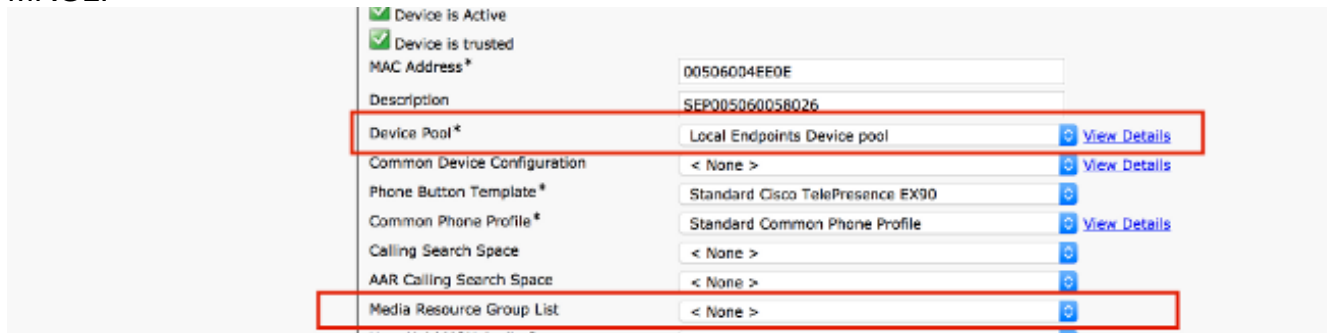 Device is Active
Device is trusted
MAC Address* 00506004EE0E
Description SEP005060058026
Device Pool* Local Endpoints Device pool View Details
Common Device Configuration < None > View Details
Phone Button Template* Standard Cisco TelePresence EX90
Common Phone Profile* Standard Common Phone Profile View Details
Calling Search Space < None >
AAR Calling Search Space < None >
Media Resource Group List < None >